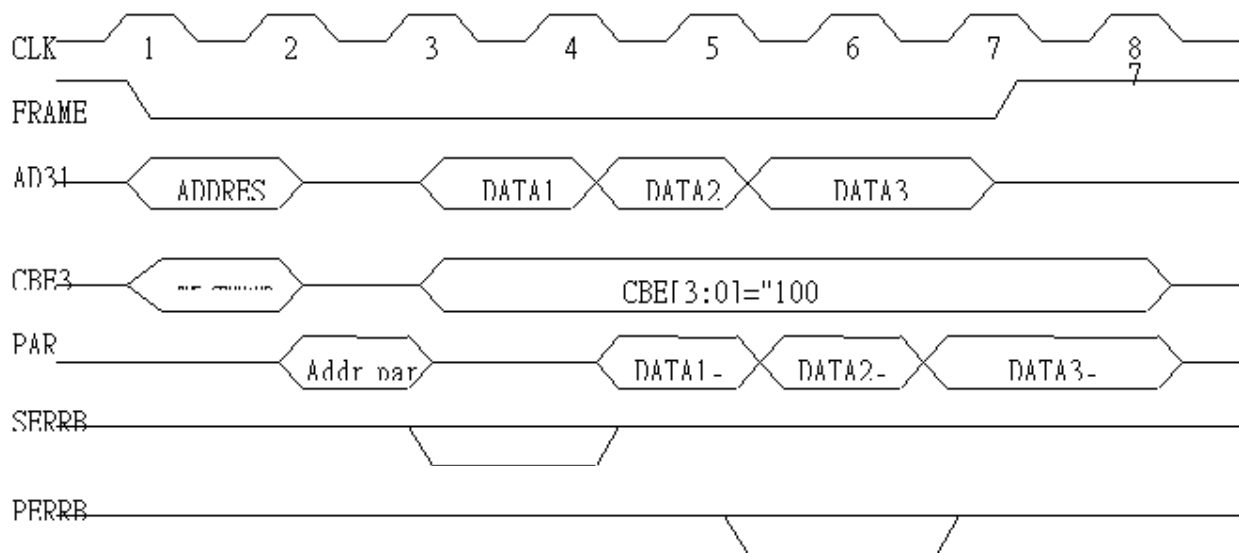 CLK 1 2 3 4 5 6 7 8
7
FRAME
AD31 ADDRES DATA1 DATA2 DATA3
CBE3 CBE[3:0]="100
PAR Addr par DATA1- DATA2- DATA3-
SERRB
PERRB